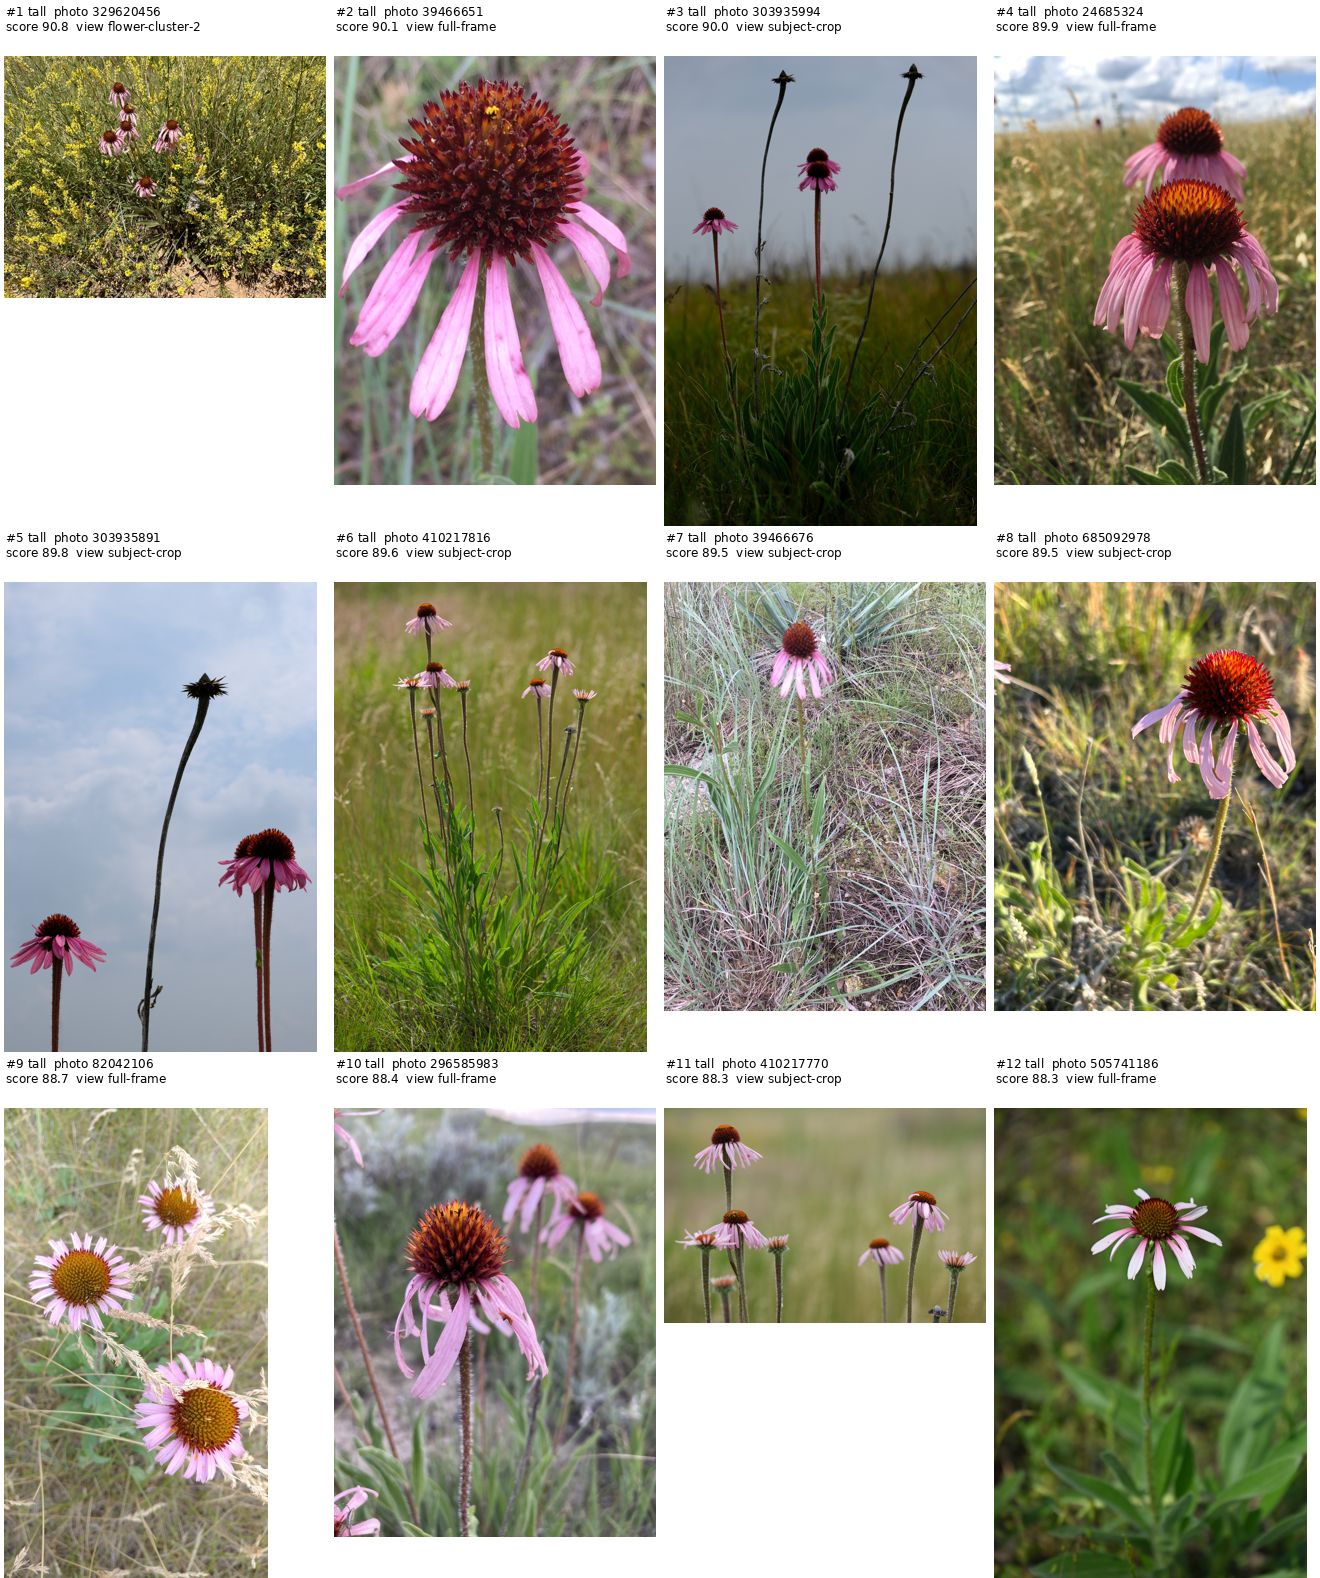 #1 tall photo 329620456
score 90.8 view flower-cluster-2
#2 tall photo 39466651
score 90.1 view full-frame
#3 tall photo 303935994
score 90.0 view subject-crop
#4 tall photo 24685324
score 89.9 view full-frame
#5 tall photo 303935891
score 89.8 view subject-crop
#6 tall photo 410217816
score 89.6 view subject-crop
#7 tall photo 39466676
score 89.5 view subject-crop
#8 tall photo 685092978
score 89.5 view subject-crop
#9 tall photo 82042106
score 88.7 view full-frame
#10 tall photo 296585983
score 88.4 view full-frame
#11 tall photo 410217770
score 88.3 view subject-crop
#12 tall photo 505741186
score 88.3 view full-frame